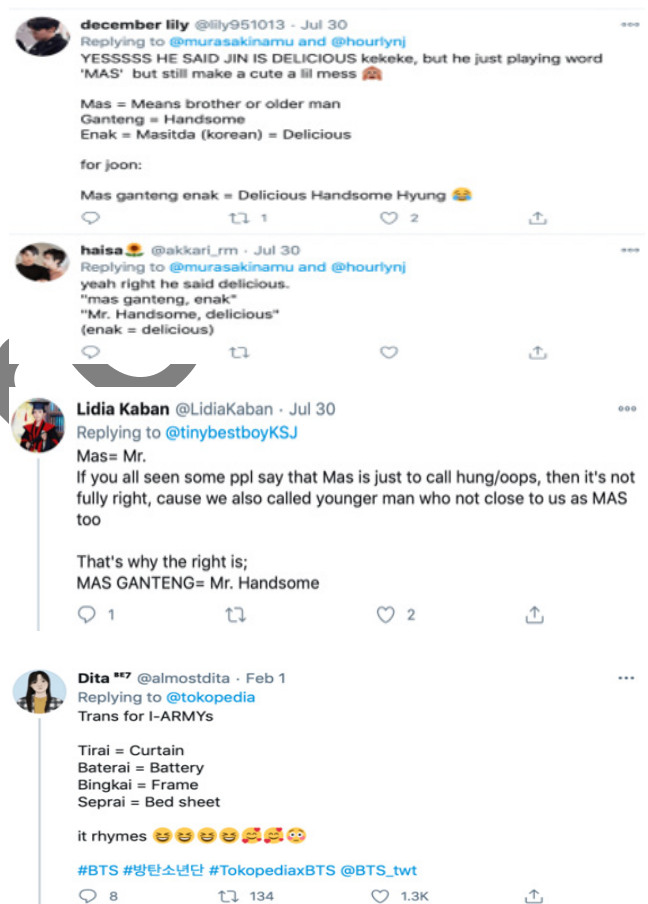 december lily @lily951013 · Jul 30
Replying to @murasakinamu and @hourlynj
YESSSSS HE SAID JIN IS DELICIOUS kekeke, but he just playing word
'MAS' but still make a cute a lil mess 🙈
Mas = Means brother or older man
Ganteng = Handsome
Enak = Masitda (korean) = Delicious
for joon:
Mas ganteng enak = Delicious Handsome Hyung 😂
1 2
haisa🌻 @akkari_rm · Jul 30
Replying to @murasakinamu and @hourlynj
yeah right he said delicious.
"mas ganteng, enak"
"Mr. Handsome, delicious"
(enak = delicious)
Lidia Kaban @LidiaKaban · Jul 30
Replying to @tinybestboyKSJ
Mas= Mr.
If you all seen some ppl say that Mas is just to call hung/oops, then it's not
fully right, cause we also called younger man who not close to us as MAS
too
That's why the right is;
MAS GANTENG= Mr. Handsome
1 2
Dita ᴮᴱ⁷ @almostdita · Feb 1
Replying to @tokopedia
Trans for I-ARMYs
Tirai = Curtain
Baterai = Battery
Bingkai = Frame
Seprai = Bed sheet
it rhymes 😆😆😆😆🥰🥰😳
#BTS #방탄소년단 #TokopediaxBTS @BTS_twt
8 134 1.3K